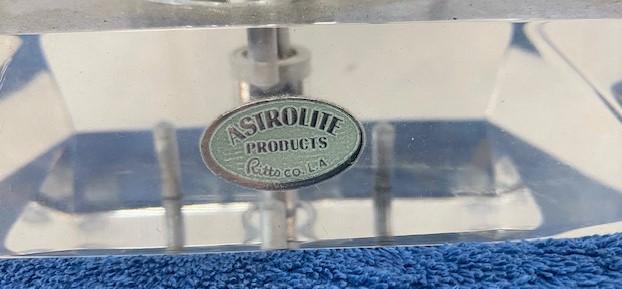 ASTROLITE
PRODUCTS
Ritts CO. L.A.